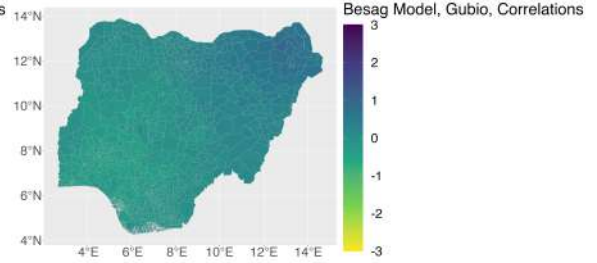 s
Besag Model, Gubio, Correlations
14°N
12°N
10°N
8°N
6°N
4°N
4°E 6°E 8°E 10°E 12°E 14°E
3
2
1
0
-1
-2
-3